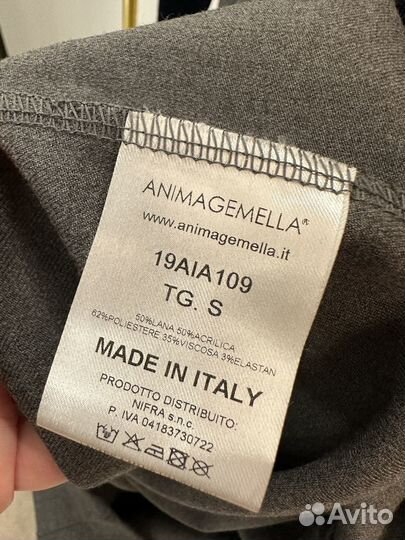 ANIMAGEMELLA®
www.animagemella.it
19AIA109
TG. S
50%LANA 50%ACRILICA
62%POLIESTERE 35%VISCOSA 3%ELASTAN
MADE IN ITALY
PRODOTTO DISTRIBUITO:
NIFRA s.n.c.
P. IVA 04183730722
Avito